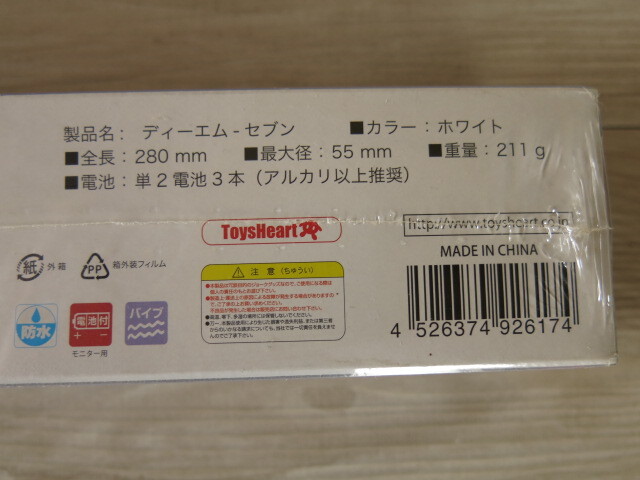 製品名： ディーエム-セブン ■カラー：ホワイト
■全長：280 mm ■最大径：55 mm ■重量：211 g
■電池：単２電池３本（アルカリ以上推奨）
ToysHeart
http://www.toysheart.co.jp
MADE IN CHINA
紙 外箱
PP 箱外装フィルム
注意（ちゅうい）
防水
電池付
モニター用
バイブ
4 526374 926174